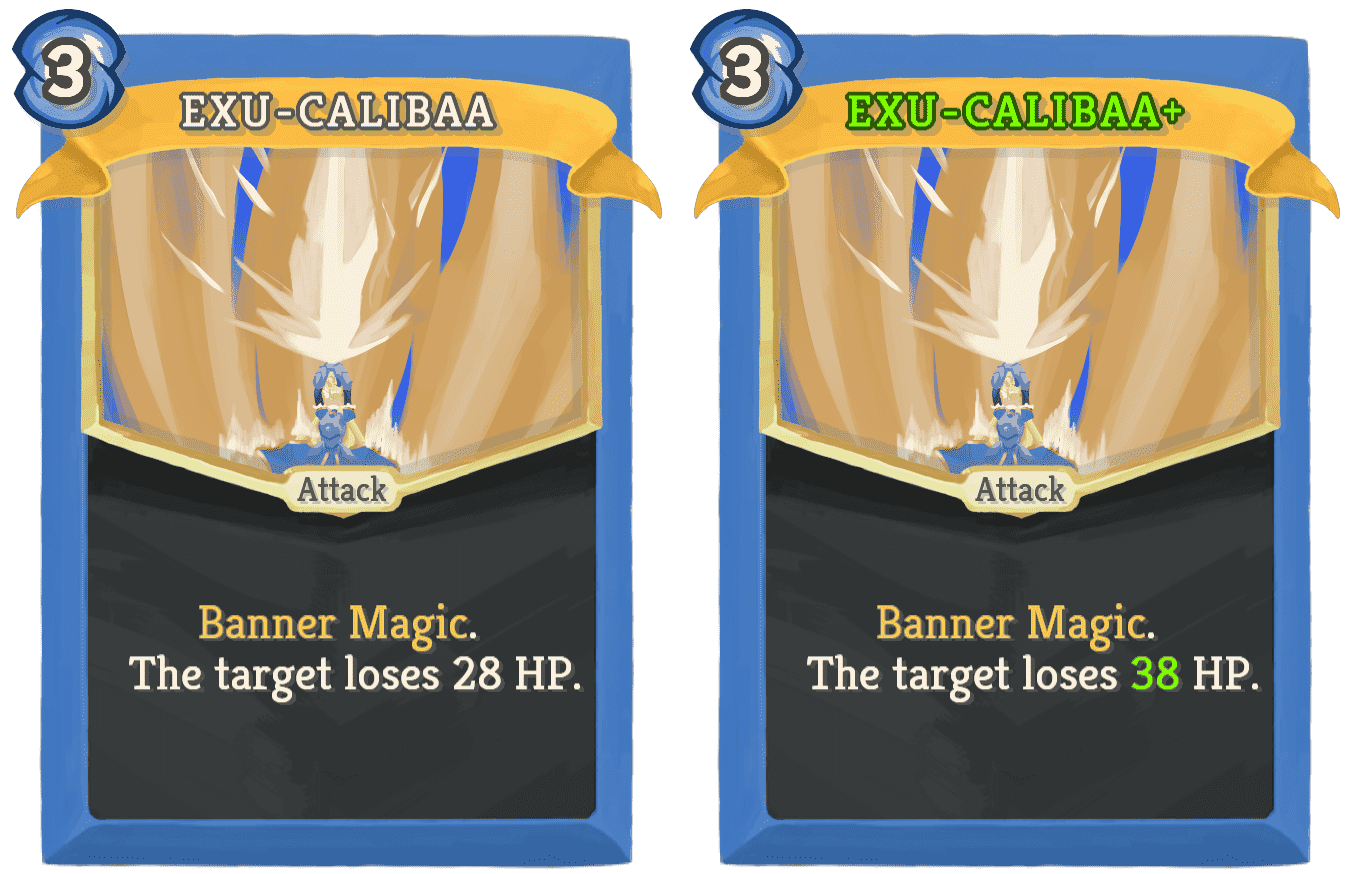 3
EXU-CALIBAA
Attack
Banner Magic.
The target loses 28 HP.
3
EXU-CALIBAA+
Attack
Banner Magic.
The target loses 38 HP.